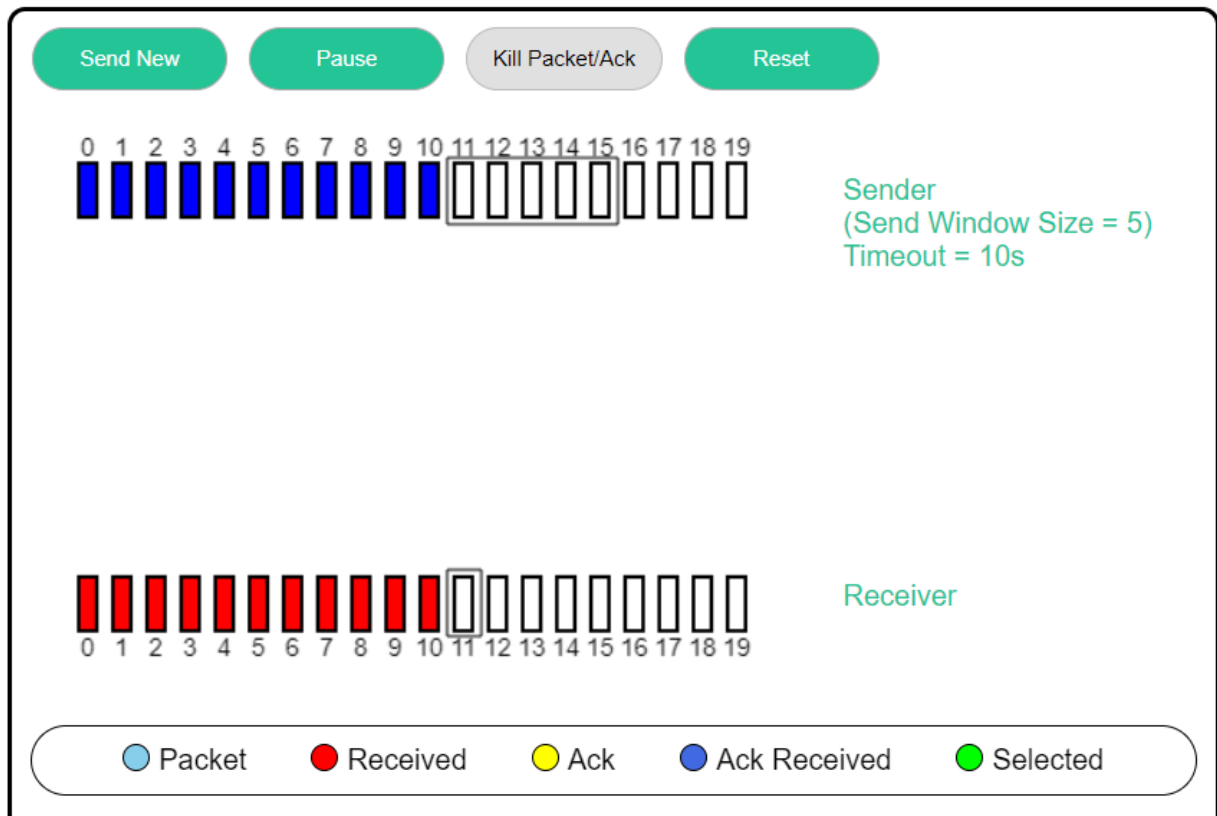 Send New Pause Kill Packet/Ack Reset
0 1 2 3 4 5 6 7 8 9 10 11 12 13 14 15 16 17 18 19
Sender
(Send Window Size = 5)
Timeout = 10s
Receiver
0 1 2 3 4 5 6 7 8 9 10 11 12 13 14 15 16 17 18 19
Packet Received Ack Ack Received Selected